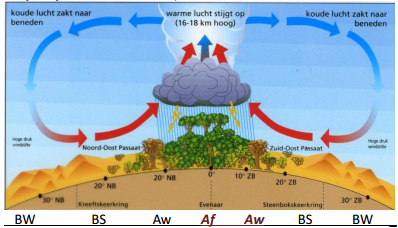 koude lucht zakt naar
beneden
warme lucht stijgt op
(16-18 km hoog)
koude lucht zakt naar
beneden
Hoge druk
windstilte
Noord-Oost Passaat
Zuid-Oost Passaat
Hoge druk
windstilte
30° NB
20° NB
20° NB
0°
10° ZB
20° ZB
30° ZB
Kreeftskeerkring
Evenaar
Steenbokskeerkring
BW BS Aw Af Aw BS BW